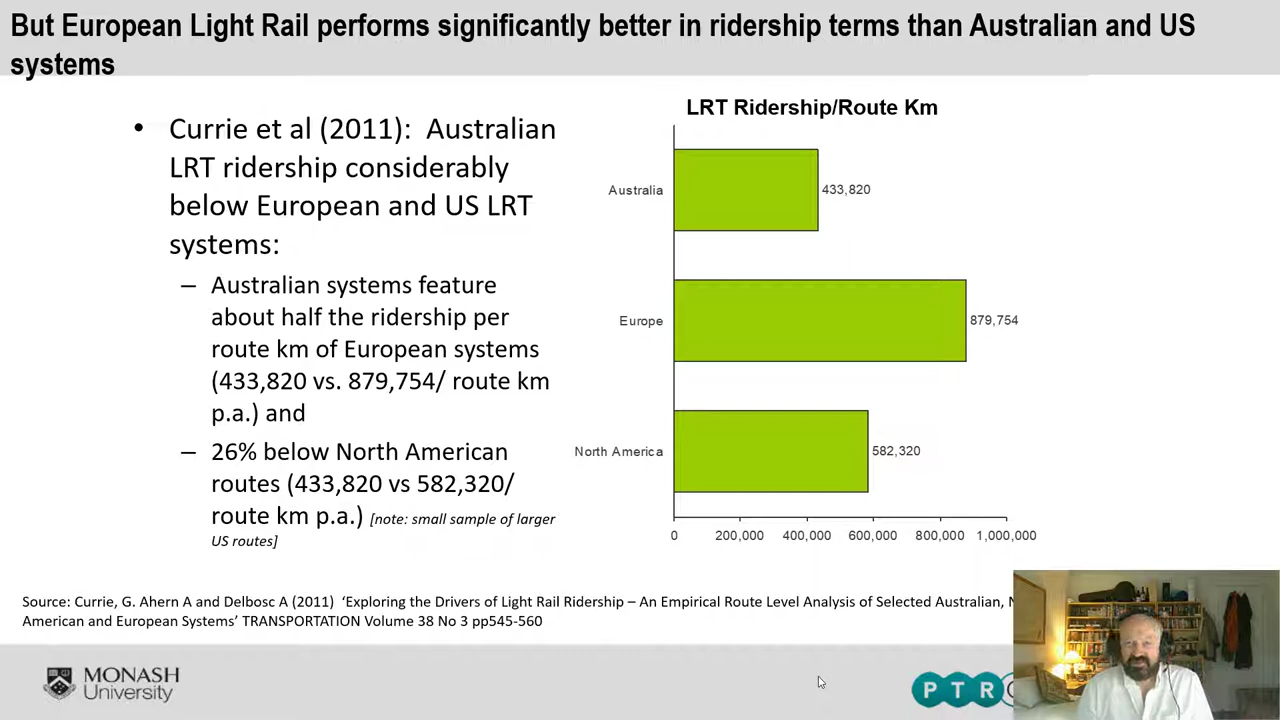 But European Light Rail performs significantly better in ridership terms than Australian and US
systems
• Currie et al (2011): Australian
LRT ridership considerably
below European and US LRT
systems:
– Australian systems feature
about half the ridership per
route km of European systems
(433,820 vs. 879,754/ route km
p.a.) and
– 26% below North American
routes (433,820 vs 582,320/
route km p.a.) [note: small sample of larger
US routes]
LRT Ridership/Route Km
Australia
433,820
Europe
879,754
North America
582,320
0 200,000 400,000 600,000 800,000 1,000,000
Source: Currie, G. Ahern A and Delbosc A (2011) ‘Exploring the Drivers of Light Rail Ridership – An Empirical Route Level Analysis of Selected Australian,
American and European Systems’ TRANSPORTATION Volume 38 No 3 pp545-560
MONASH
University
PTR